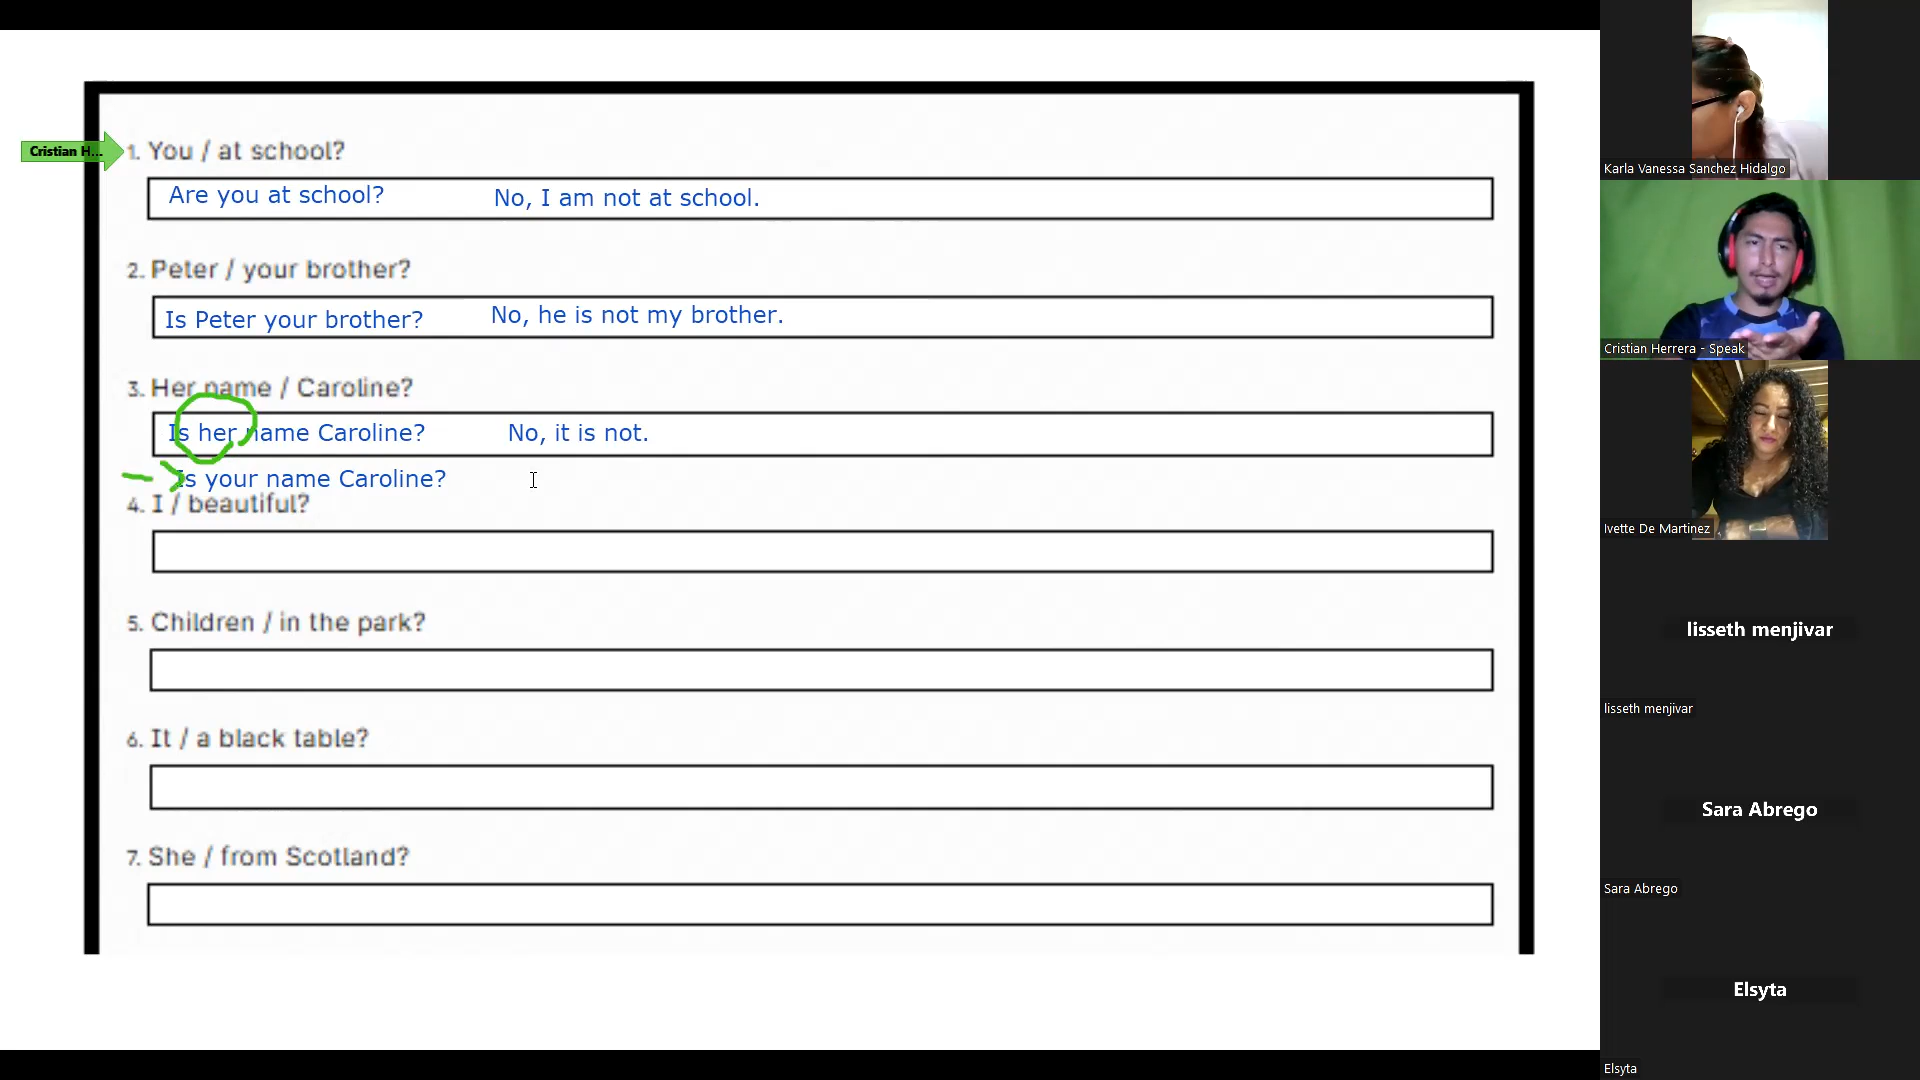 Cristian H...
1. You / at school?
Are you at school? No, I am not at school.
2. Peter / your brother?
Is Peter your brother? No, he is not my brother.
3. Her name / Caroline?
Is her name Caroline? No, it is not.
Is your name Caroline?
4. I / beautiful?
5. Children / in the park?
6. It / a black table?
7. She / from Scotland?
Karla Vanessa Sanchez Hidalgo
Cristian Herrera - Speak
Ivette De Martinez
lisseth menjivar
lisseth menjivar
Sara Abrego
Sara Abrego
Elsyta
Elsyta